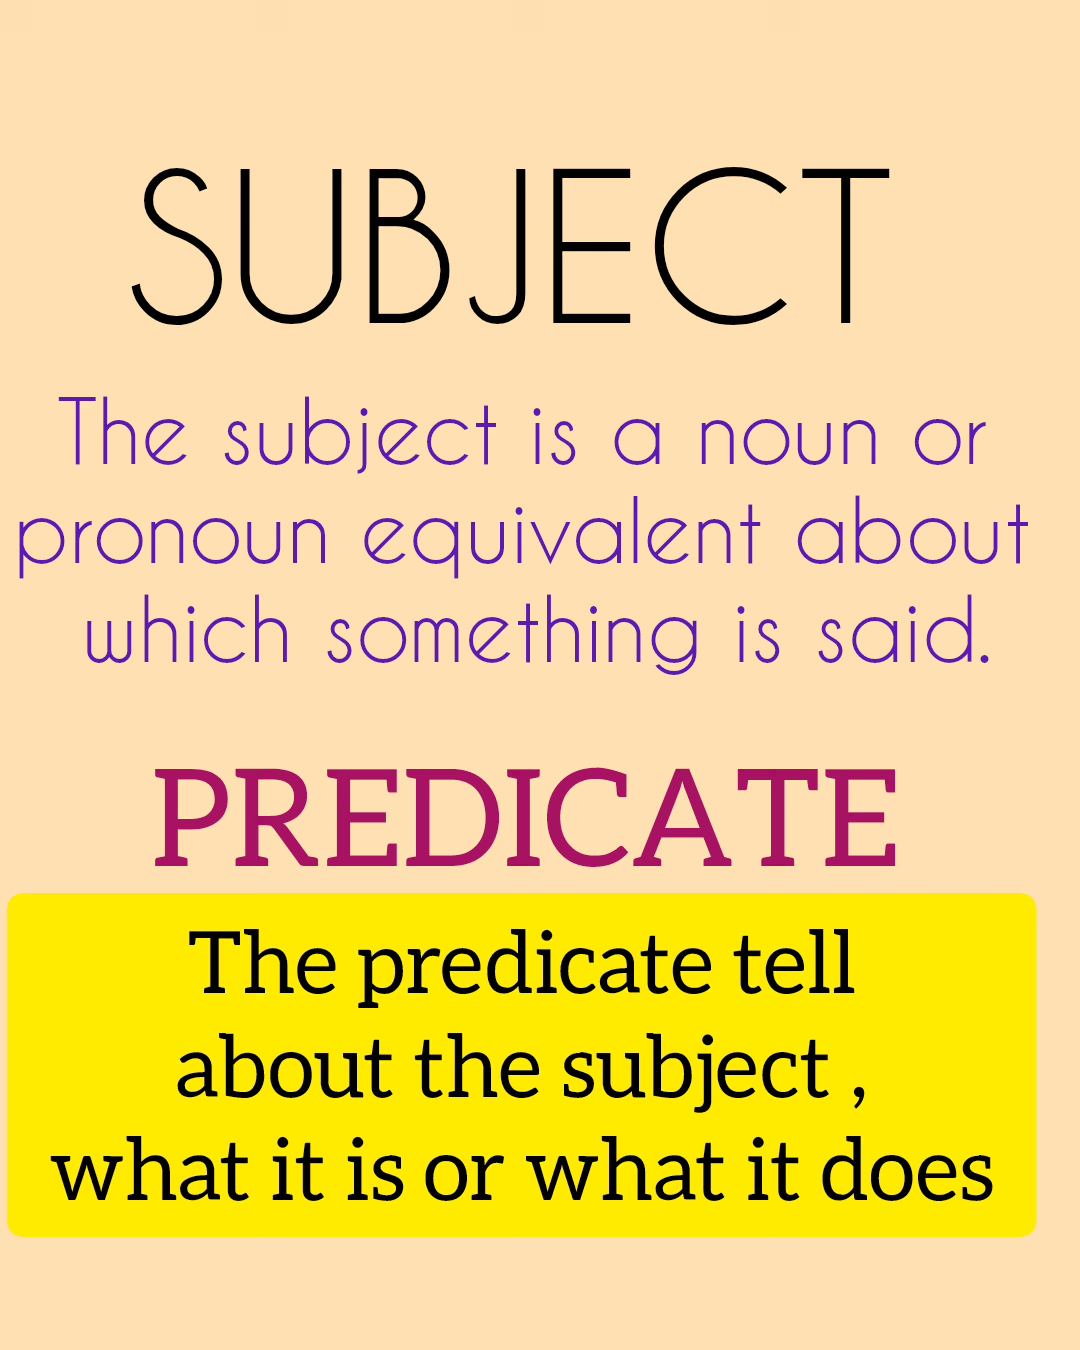 SUBJECT
The subject is a noun or
pronoun equivalent about
which something is said.
PREDICATE
The predicate tell
about the subject ,
what it is or what it does